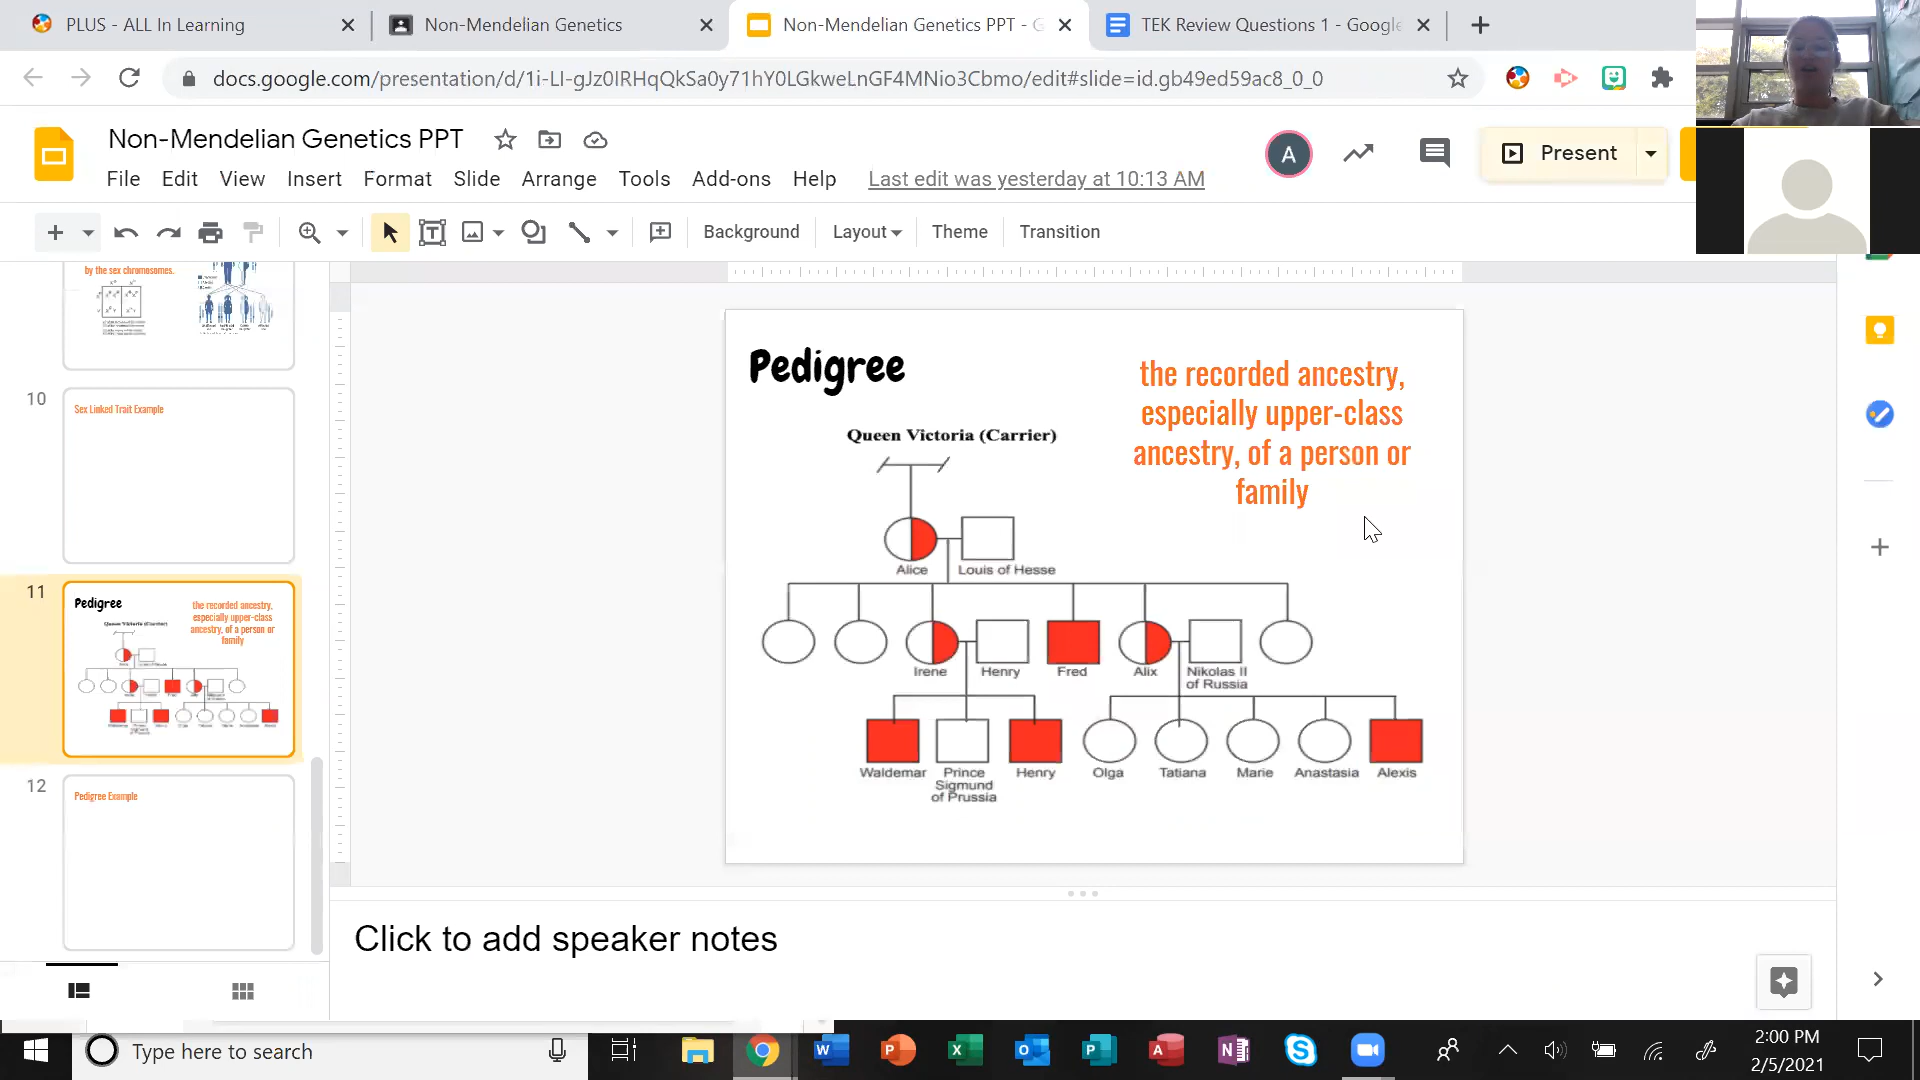 PLUS - ALL In Learning
Non-Mendelian Genetics
Non-Mendelian Genetics PPT - G
TEK Review Questions 1 - Google
docs.google.com/presentation/d/1i-LI-gJz0IRHqQkSa0y71hY0LGkweLnGF4MNio3Cbmo/edit#slide=id.gb49ed59ac8_0_0
Non-Mendelian Genetics PPT
A
Present
File Edit View Insert Format Slide Arrange Tools Add-ons Help Last edit was yesterday at 10:13 AM
Background Layout Theme Transition
by the sex chromosomes.
10
Sex Linked Trait Example
11
Pedigree
the recorded ancestry,
especially upper-class
ancestry, of a person or
family
Queen Victoria (Carrier)
12
Pedigree Example
Pedigree
the recorded ancestry,
especially upper-class
ancestry, of a person or
family
Queen Victoria (Carrier)
Alice Louis of Hesse
Irene Henry Fred Alix Nikolas II
of Russia
Waldemar Prince Henry Olga Tatiana Marie Anastasia Alexis
Sigmund
of Prussia
Click to add speaker notes
Type here to search
2:00 PM
2/5/2021